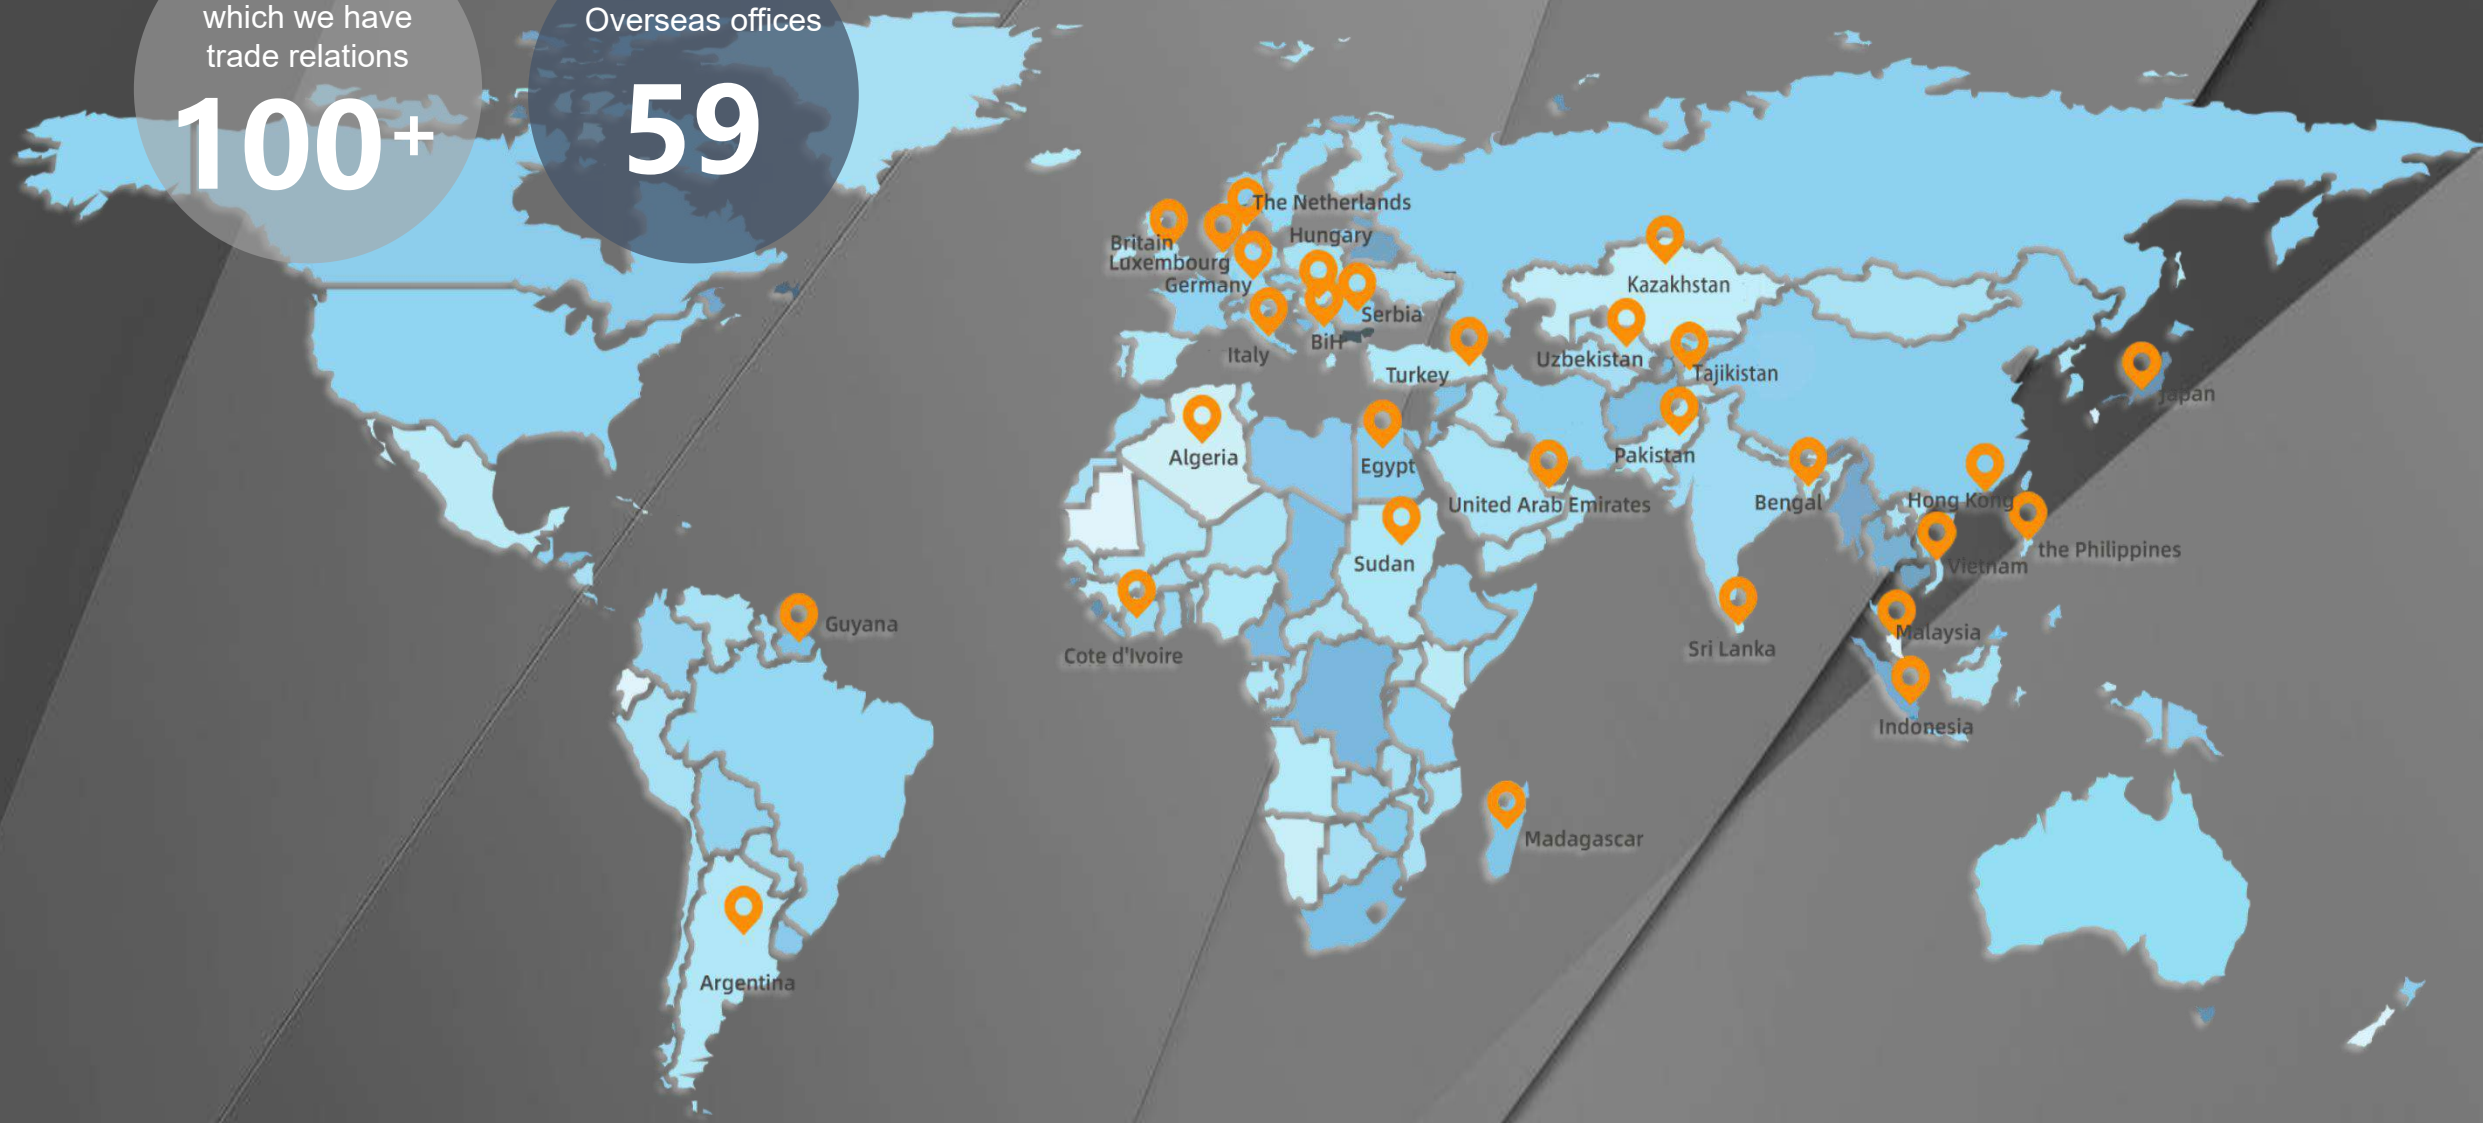 which we have
trade relations
100+
Overseas offices
59
The Netherlands
Britain
Hungary
Luxembourg
Germany
Kazakhstan
Serbia
BiH
Italy
Uzbekistan
Turkey
Tajikistan
Japan
Algeria
Egypt
Pakistan
United Arab Emirates
Bengal
Hong Kong
the Philippines
Sudan
Vietnam
Guyana
Cote d'Ivoire
Sri Lanka
Malaysia
Indonesia
Madagascar
Argentina